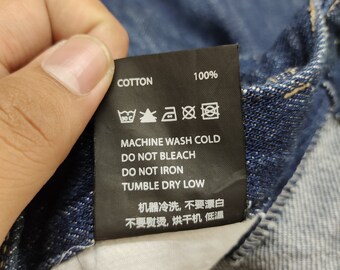 COTTON 100%
MACHINE WASH COLD
DO NOT BLEACH
DO NOT IRON
TUMBLE DRY LOW
机器冷洗, 不要漂白
不要熨烫, 烘干机 低温